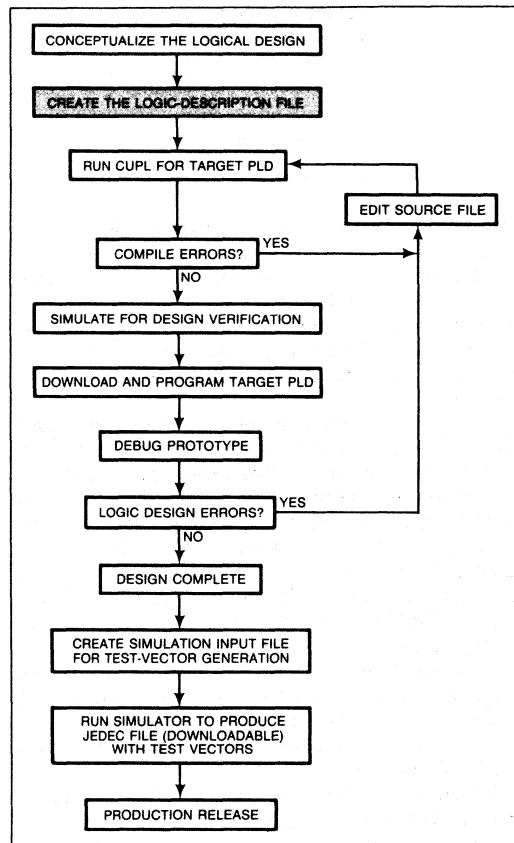 CONCEPTUALIZE THE LOGICAL DESIGN
CREATE THE LOGIC-DESCRIPTION FILE
RUN CUPL FOR TARGET PLD
EDIT SOURCE FILE
COMPILE ERRORS?
YES
NO
SIMULATE FOR DESIGN VERIFICATION
DOWNLOAD AND PROGRAM TARGET PLD
DEBUG PROTOTYPE
LOGIC DESIGN ERRORS?
YES
NO
DESIGN COMPLETE
CREATE SIMULATION INPUT FILE
FOR TEST-VECTOR GENERATION
RUN SIMULATOR TO PRODUCE
JEDEC FILE (DOWNLOADABLE)
WITH TEST VECTORS
PRODUCTION RELEASE